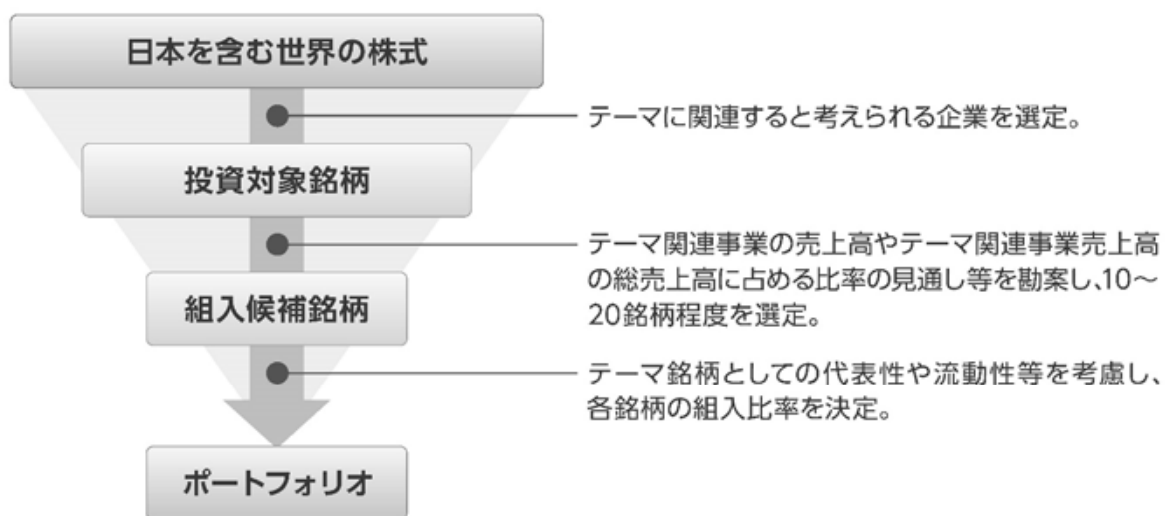 日本を含む世界の株式
テーマに関連すると考えられる企業を選定。
投資対象銘柄
テーマ関連事業の売上高やテーマ関連事業売上高
の総売上高に占める比率の見通し等を勘案し、10～
20銘柄程度を選定。
組入候補銘柄
テーマ銘柄としての代表性や流動性等を考慮し、
各銘柄の組入比率を決定。
ポートフォリオ